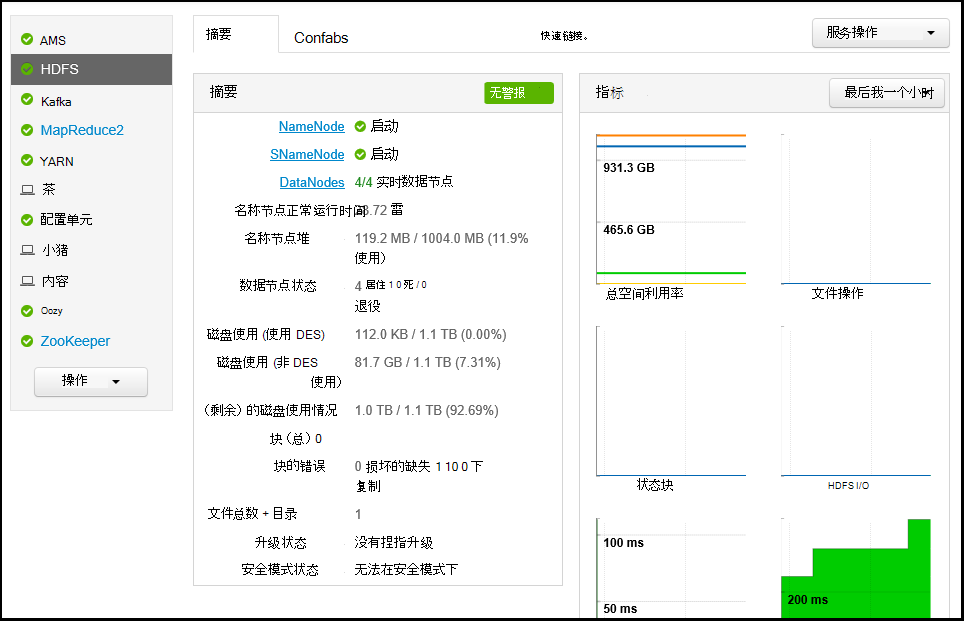 AMS
HDFS
Kafka
MapReduce2
YARN
茶
配置单元
小猪
内容
Oozy
ZooKeeper
操作
摘要
Confabs
快速链接。
服务操作
摘要
无警报
NameNode 启动
SNameNode 启动
DataNodes 4/4 实时数据节点
名称节点正常运行时间 3.72 雷
名称节点堆 119.2 MB / 1004.0 MB (11.9%
使用)
数据节点状态 4 居住 1 0 死 / 0
退役
磁盘使用 (使用 DES) 112.0 KB / 1.1 TB (0.00%)
磁盘使用 (非 DES 81.7 GB / 1.1 TB (7.31%)
使用)
(剩余) 的磁盘使用情况 1.0 TB / 1.1 TB (92.69%)
块 (总) 0
块的错误 0 损坏的缺失 1 10 0 下
复制
文件总数 + 目录 1
升级状态 没有捏指升级
安全模式状态 无法在安全模式下
指标
最后我一个小时
931.3 GB
465.6 GB
总空间利用率
文件操作
状态块
HDFS I/O
100 ms
50 ms
200 ms